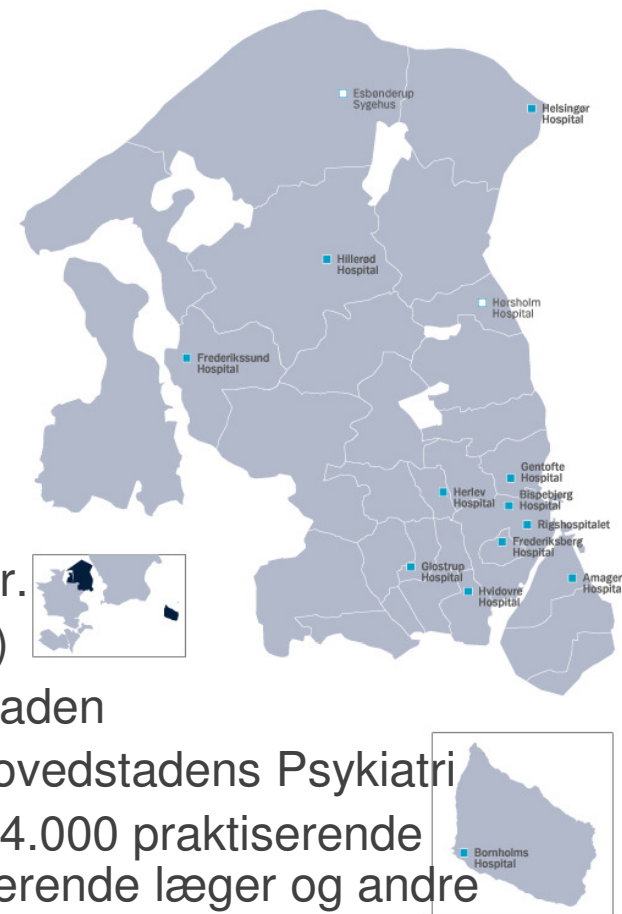 Esbønderup
Sygehus
Helsingør
Hospital
Hillerød
Hospital
Hørsholm
Hospital
Frederikssund
Hospital
Gentofte
Hospital
Herlev
Hospital
Bispebjerg
Hospital
Rigshospitalet
Frederiksberg
Hospital
Glostrup
Hospital
Amager
Hospita
Hvidovre
Hospital
r.
)
aden
ovedstadens Psykiatri
4.000 praktiserende
erende læger og andre
Bornholms
Hospital